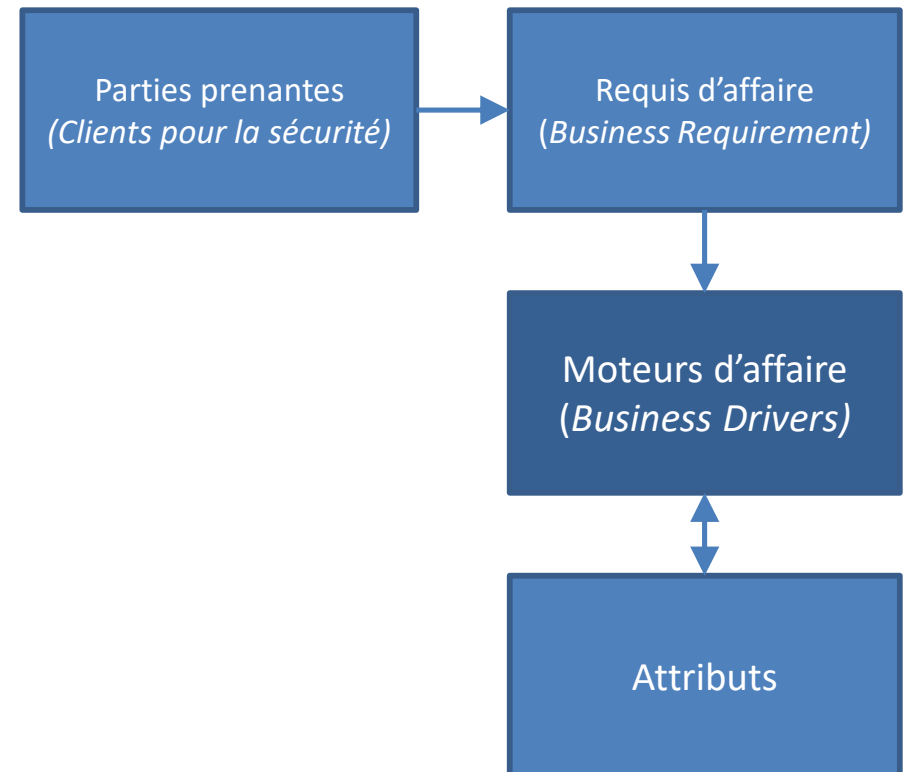 Parties prenantes
(Clients pour la sécurité)
Requis d’affaire
(Business Requirement)
Moteurs d’affaire
(Business Drivers)
Attributs